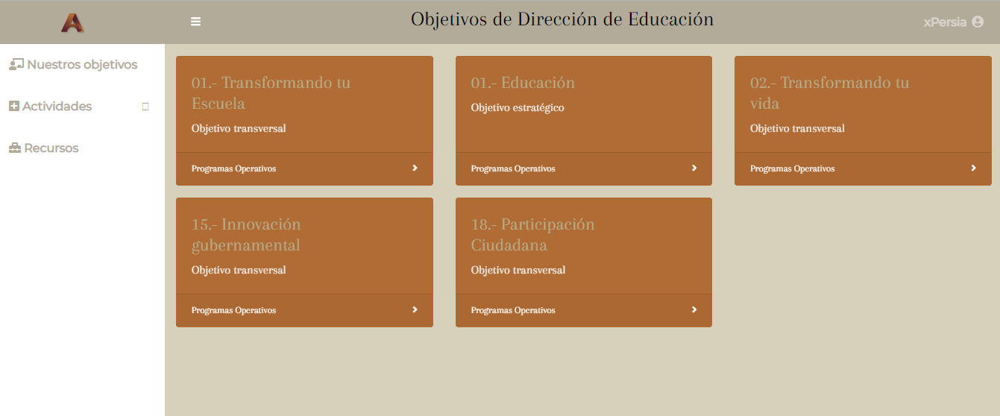 Objetivos de Dirección de Educación
xPersia
Nuestros objetivos
Actividades
Recursos
01.- Transformando tu
Escuela
Objetivo transversal
Programas Operativos
01.- Educación
Objetivo estratégico
Programas Operativos
02.- Transformando tu
vida
Objetivo transversal
Programas Operativos
15.- Innovación
gubernamental
Objetivo transversal
Programas Operativos
18.- Participación
Ciudadana
Objetivo transversal
Programas Operativos